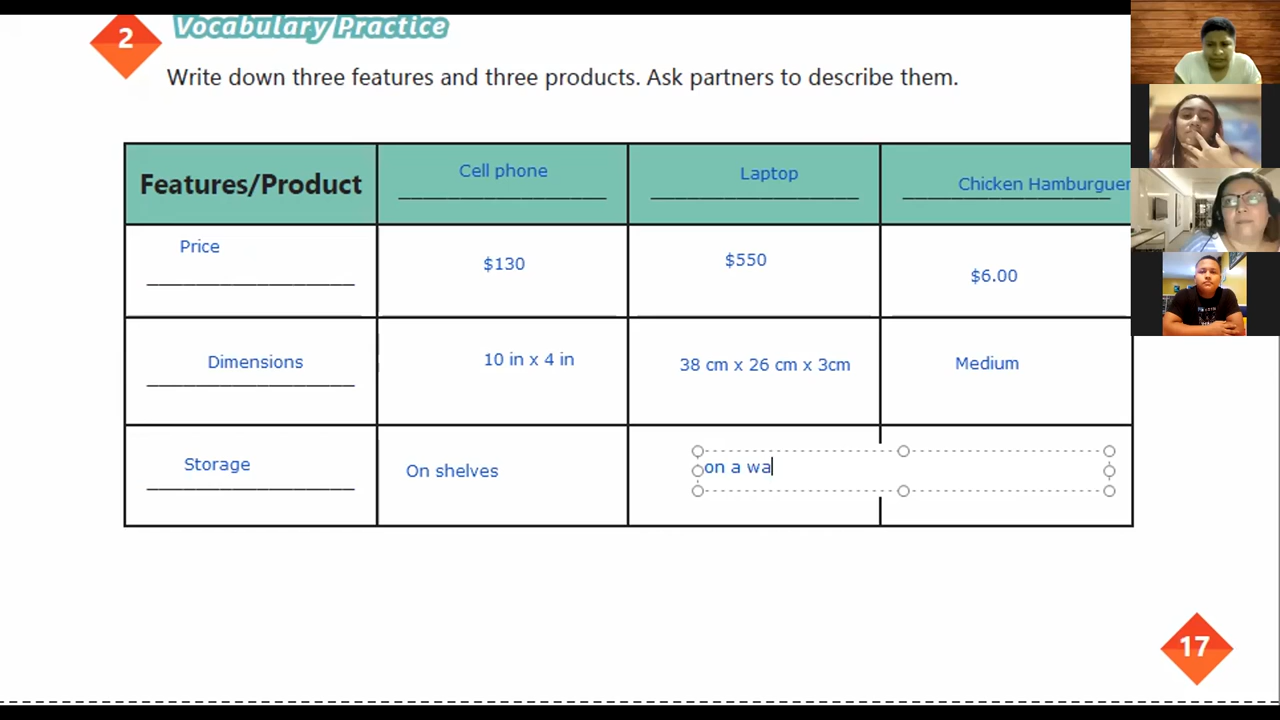 2
Vocabulary Practice
Write down three features and three products. Ask partners to describe them.
Features/Product
Cell phone
Laptop
Chicken Hamburguer
Price
$130
$550
$6.00
Dimensions
10 in x 4 in
38 cm x 26 cm x 3cm
Medium
Storage
On shelves
on a wa
17